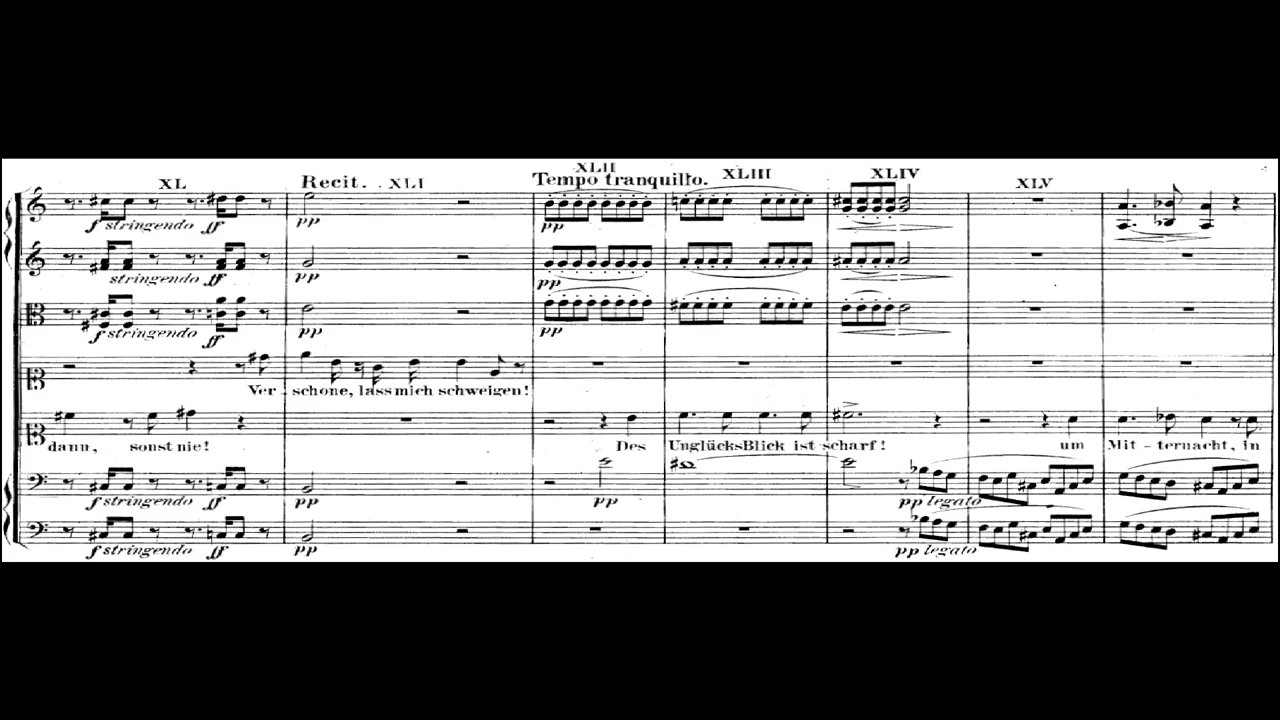 XL Recit. XLI XLII XLIII XLIV XLV
Tempo tranquillo.
f stringendo ff pp pp
stringendo ff pp pp
f stringendo ff pp pp
Ver - schone, lass mich schweigen!
dann, sonst nie! Des Unglücks Blick ist scharf! um Mit - ternacht, in
f stringendo ff pp pp pp legato
f stringendo ff pp pp legato